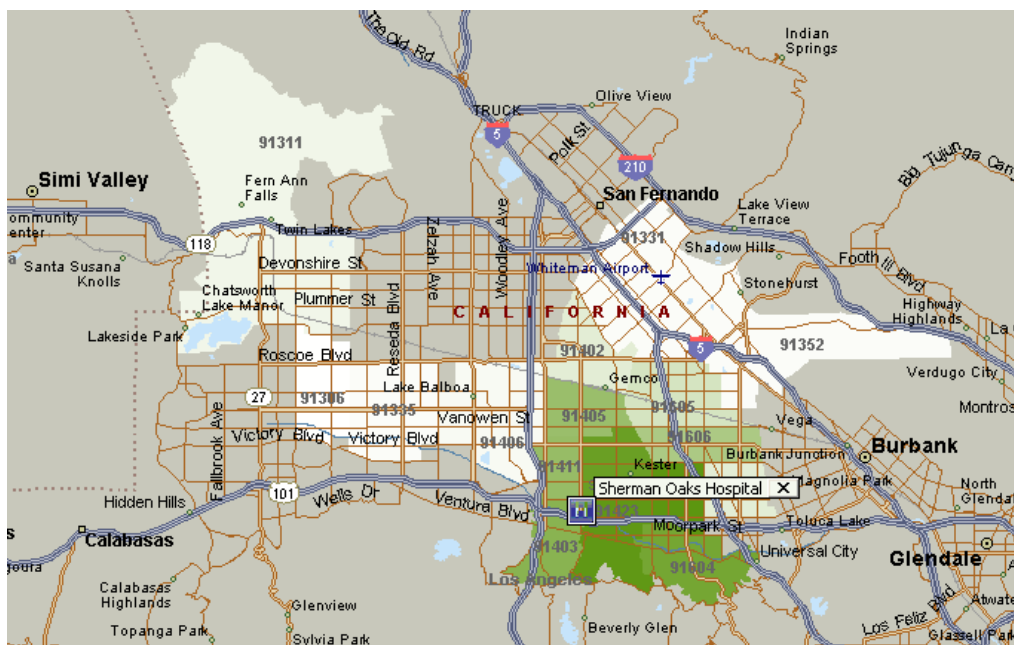 Indian
Springs
The Old Rd
Olive View
TRUCK
5
Polk St
91311
210
Big Tujunga Can
Simi Valley
Fern Ann
Falls
San Fernando
ommunity
enter
Twin Lakes
Zelzah Ave
Woodley Ave
Lake View
Terrace
118
91331
Shadow Hills
Santa Susana
Knolls
Devonshire St
Whiteman Airport
Foothill Blvd
Chatsworth
Lake Manor
Plummer St
Reseda Blvd
Stonehurst
CALIFORNIA
Highway
Highlands
Lakeside Park
La C
Roscoe Blvd
91402
5
91352
Gemco
Verdugo City
27
91306
Lake Balboa
91335
Vanowen St
91405
91605
Montros
Fallbrook Ave
Victory Blvd
Victory Blvd
91406
91606
Vega
Burbank
91411
Kester
Burbank Junction
101
Wells Dr
Ventura Blvd
Sherman Oaks Hospital
Magnolia Park
North
Glendale
Hidden Hills
H
91423
Moorpark St
Toluca Lake
s
Calabasas
91403
Universal City
Glendale
goura
Los Angeles
91604
A
Calabasas
Highlands
Glenview
Beverly Glen
Los Feliz Blvd
Atwater
Topanga Park
Sylvia Park
Glassell Park